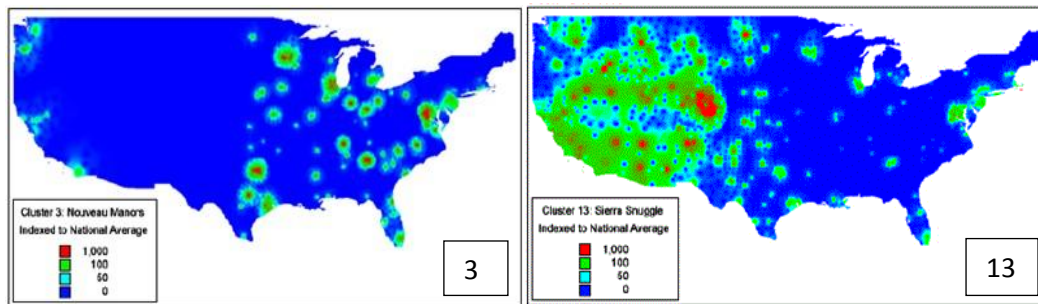 Cluster 3: Nouveau Manors
Indexed to National Average
1,000
100
50
0
3
Cluster 13: Sierra Snuggle
Indexed to National Average
1,000
100
50
0
13